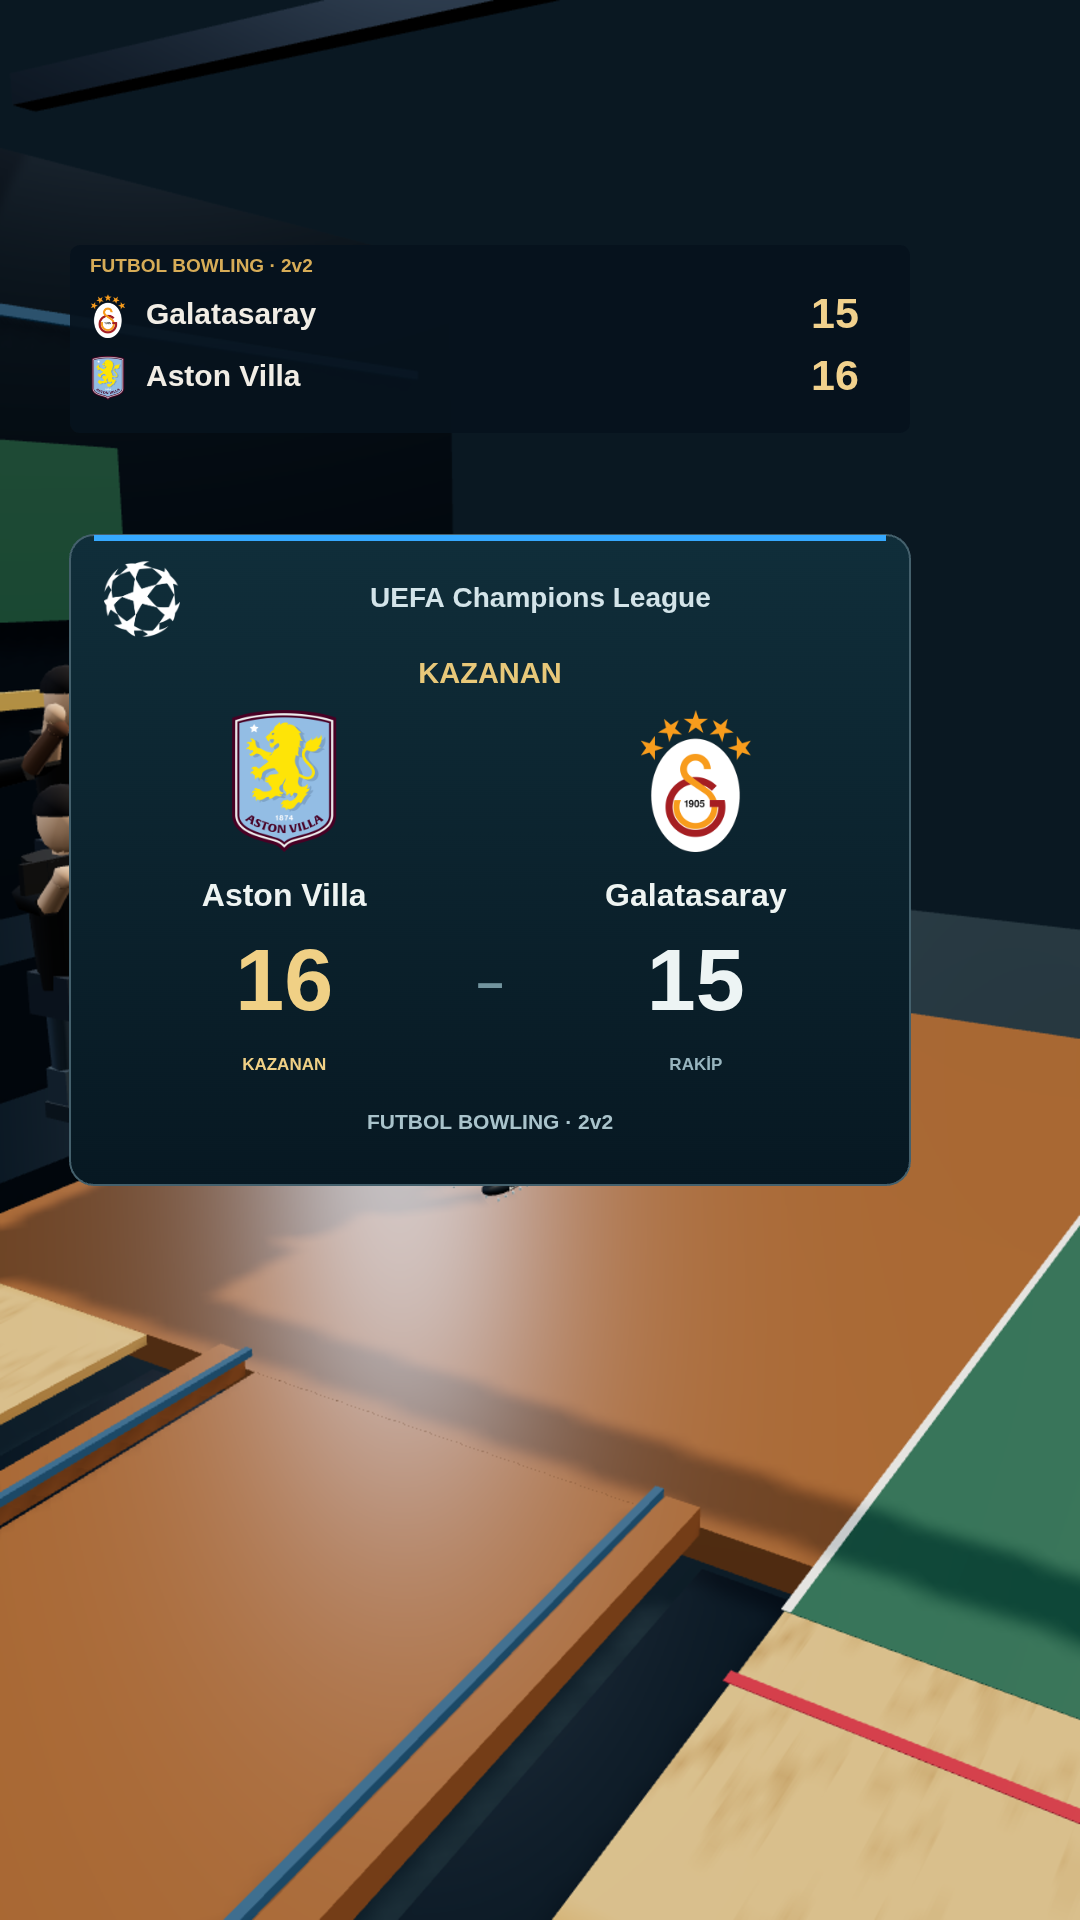 FUTBOL BOWLING · 2v2
Galatasaray 15
Aston Villa 16
UEFA Champions League
KAZANAN
1874
ASTON VILLA
1905
Aston Villa Galatasaray
16 – 15
KAZANAN RAKİP
FUTBOL BOWLING · 2v2